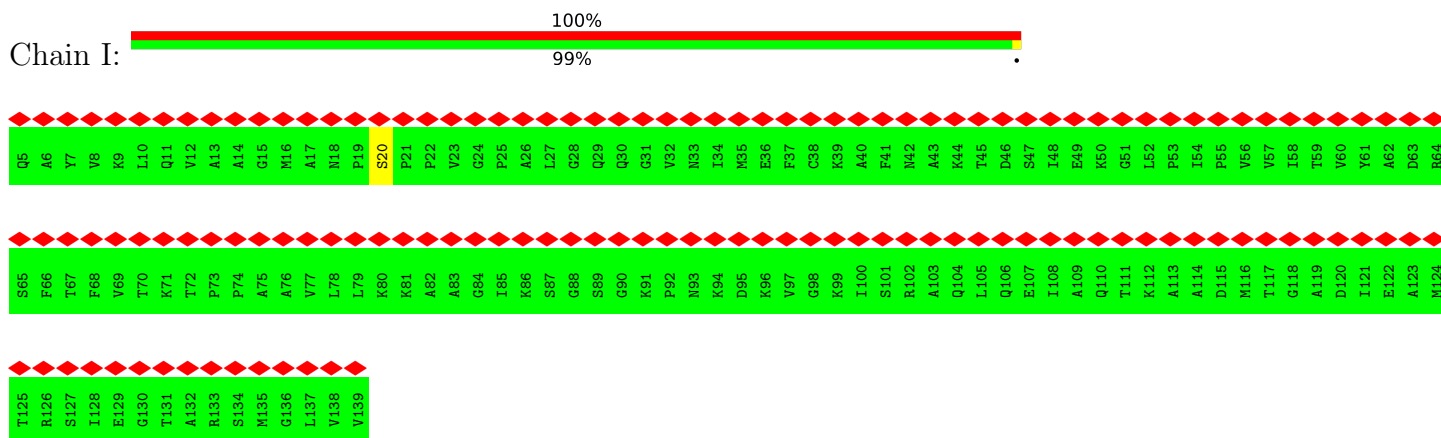 100%
Chain I:
99% .
Q5 A6 Y7 V8 K9 L10 Q11 V12 A13 A14 G15 M16 A17 N18 P19 S20 P21 P22 V23 G24 P25 A26 L27 G28 Q29 Q30 G31 V32 N33 I34 M35 E36 F37 C38 K39 A40 F41 N42 A43 K44 T45 D46 S47 I48 E49 K50 G51 L52 P53 I54 P55 V56 V57 I58 T59 V60 Y61 A62 D63 R64
S65 F66 T67 F68 V69 T70 K71 T72 P73 P74 A75 A76 V77 L78 L79 K80 K81 A82 A83 G84 I85 K86 S87 G88 S89 G90 K91 P92 N93 K94 D95 K96 V97 G98 K99 I100 S101 R102 A103 Q104 L105 Q106 E107 I108 A109 Q110 T111 K112 A113 A114 D115 M116 T117 G118 A119 D120 I121 E122 A123 M124
T125 R126 S127 I128 E129 G130 T131 A132 R133 S134 M135 G136 L137 V138 V139